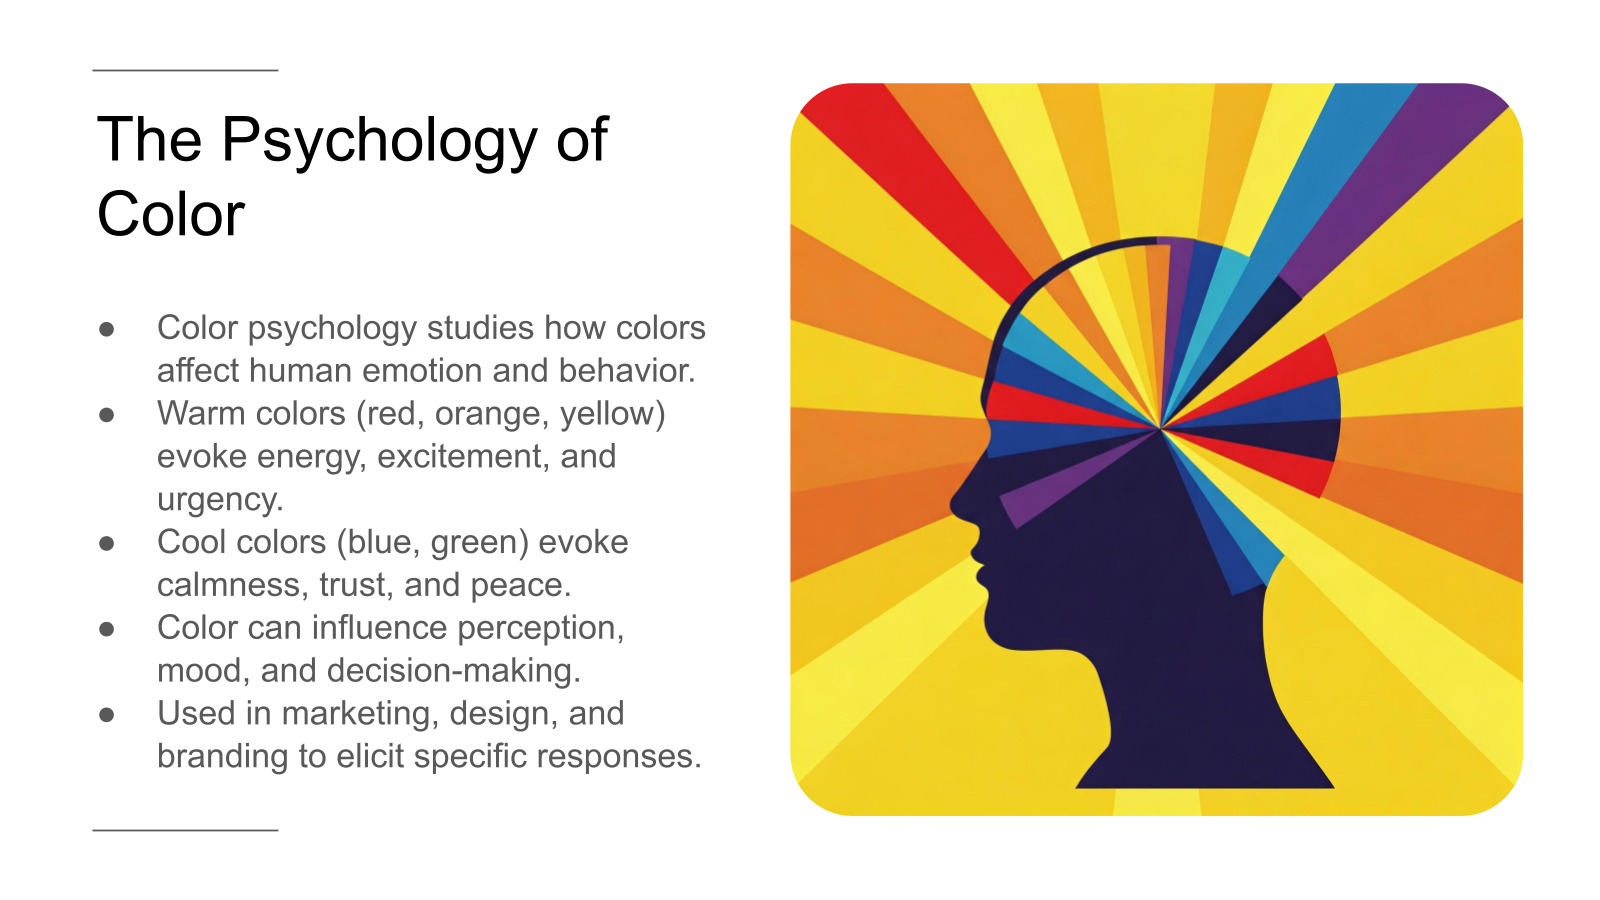 The Psychology of
Color
● Color psychology studies how colors
affect human emotion and behavior.
● Warm colors (red, orange, yellow)
evoke energy, excitement, and
urgency.
● Cool colors (blue, green) evoke
calmness, trust, and peace.
● Color can influence perception,
mood, and decision-making.
● Used in marketing, design, and
branding to elicit specific responses.